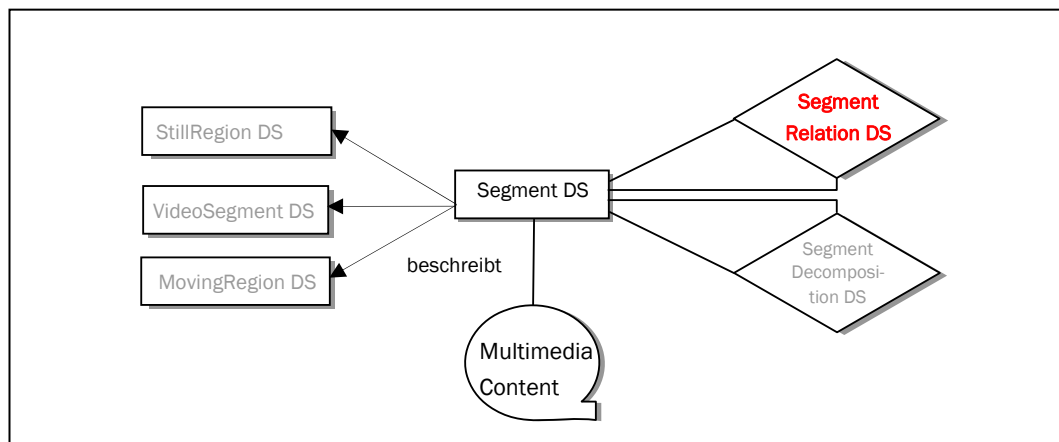 StillRegion DS
VideoSegment DS
MovingRegion DS
beschreibt
Segment DS
Multimedia
Content
Segment
Relation DS
Segment
Decomposi-
tion DS